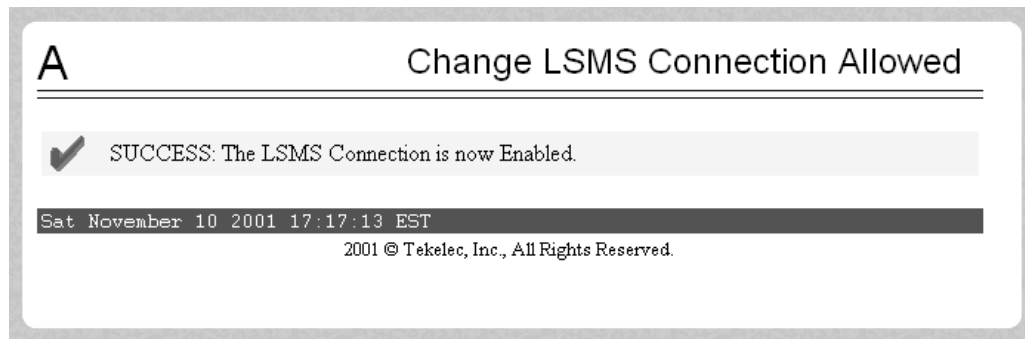 A Change LSMS Connection Allowed
SUCCESS: The LSMS Connection is now Enabled.
Sat November 10 2001 17:17:13 EST
2001 © Tekelec, Inc., All Rights Reserved.